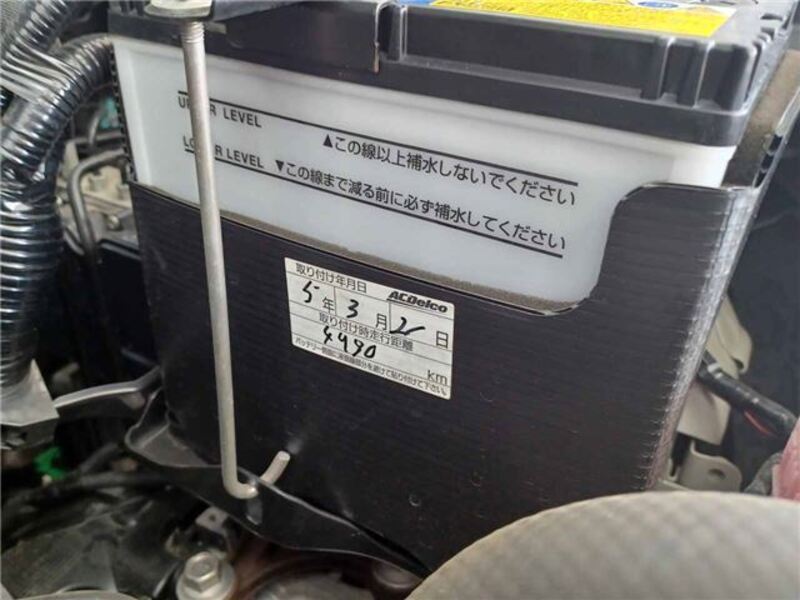 UPPER LEVEL
▲この線以上補水しないでください
LOWER LEVEL
▼この線まで減る前に必ず補水してください
取り付け年月日
ACDelco
5年 3月 2日
取り付け時走行距離
4990
km